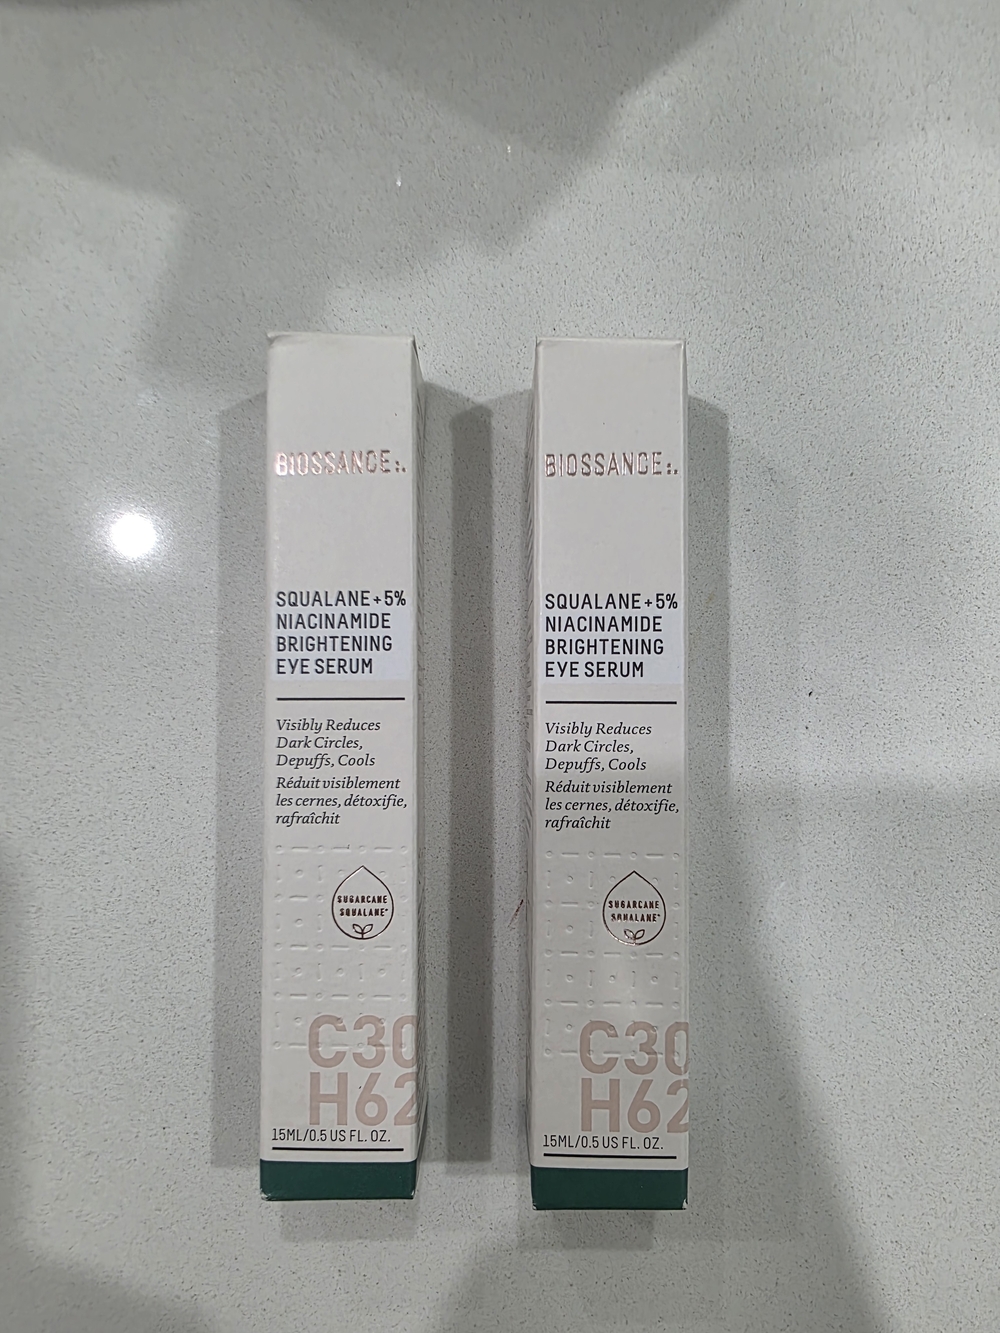 BIOSSANCE:.
SQUALANE + 5%
NIACINAMIDE
BRIGHTENING
EYE SERUM
Visibly Reduces
Dark Circles,
Depuffs, Cools
Réduit visiblement
les cernes, détoxifie,
rafraîchit
SUGARCANE
SQUALANE™
C30
H62
15ML/0.5 US FL. OZ.
BIOSSANCE:.
SQUALANE + 5%
NIACINAMIDE
BRIGHTENING
EYE SERUM
Visibly Reduces
Dark Circles,
Depuffs, Cools
Réduit visiblement
les cernes, détoxifie,
rafraîchit
SUGARCANE
SQUALANE™
C30
H62
15ML/0.5 US FL. OZ.